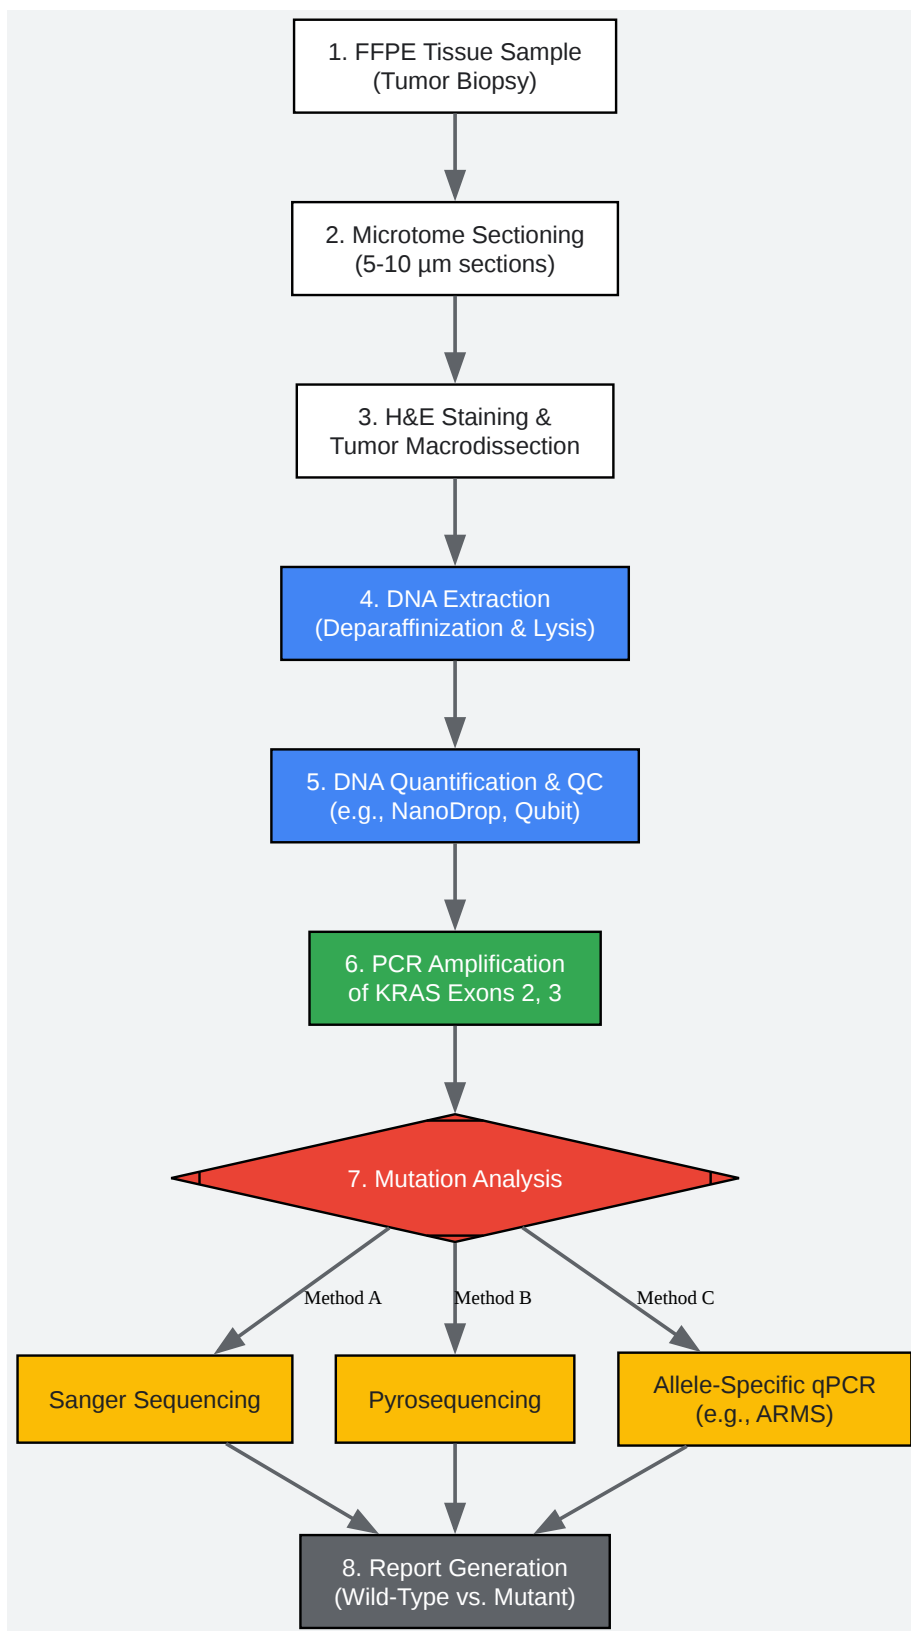 1. FFPE Tissue Sample
(Tumor Biopsy)
2. Microtome Sectioning
(5-10 µm sections)
3. H&E Staining &
Tumor Macrodissection
4. DNA Extraction
(Deparaffinization & Lysis)
5. DNA Quantification & QC
(e.g., NanoDrop, Qubit)
6. PCR Amplification
of KRAS Exons 2, 3
7. Mutation Analysis
Method A
Method B
Method C
Sanger Sequencing
Pyrosequencing
Allele-Specific qPCR
(e.g., ARMS)
8. Report Generation
(Wild-Type vs. Mutant)